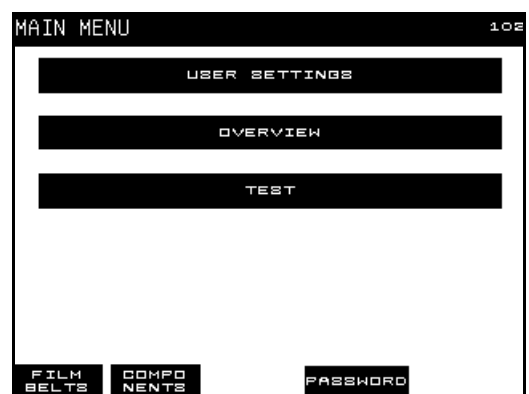 MAIN MENU 102
USER SETTINGS
OVERVIEW
TEST
FILM COMPO
BELTS NENTS PASSWORD